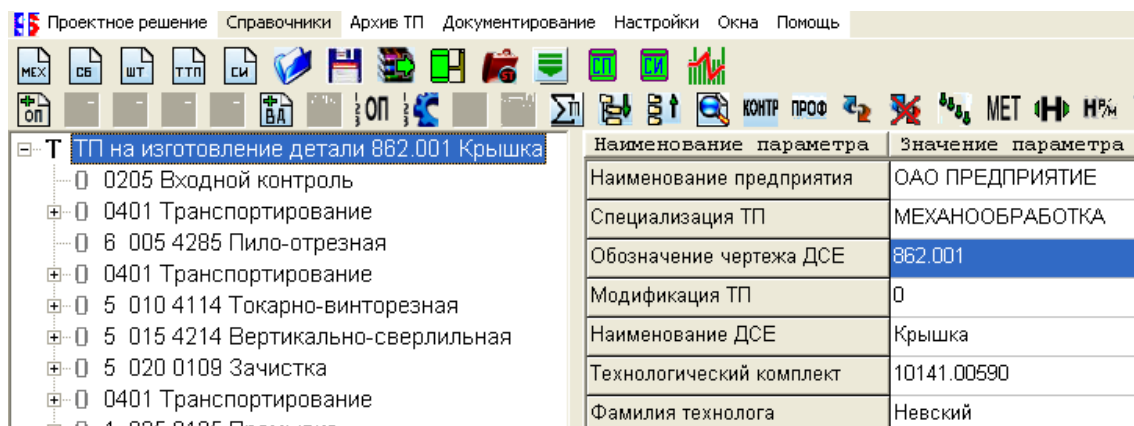 Проектное решение Справочники Архив ТП Документирование Настройки Окна Помощь
МЕХ СБ ШТ ТТП СИ СП СИ
ОП ВД ОП КОНТР ПРОФ МЕТ
ТП на изготовление детали 862.001 Крышка
0205 Входной контроль
0401 Транспортирование
6 005 4285 Пило-отрезная
0401 Транспортирование
5 010 4114 Токарно-винторезная
5 015 4214 Вертикально-сверлильная
5 020 0109 Зачистка
0401 Транспортирование
Наименование параметра Значение параметра
Наименование предприятия ОАО ПРЕДПРИЯТИЕ
Специализация ТП МЕХАНООБРАБОТКА
Обозначение чертежа ДСЕ 862.001
Модификация ТП 0
Наименование ДСЕ Крышка
Технологический комплект 10141.00590
Фамилия технолога Невский